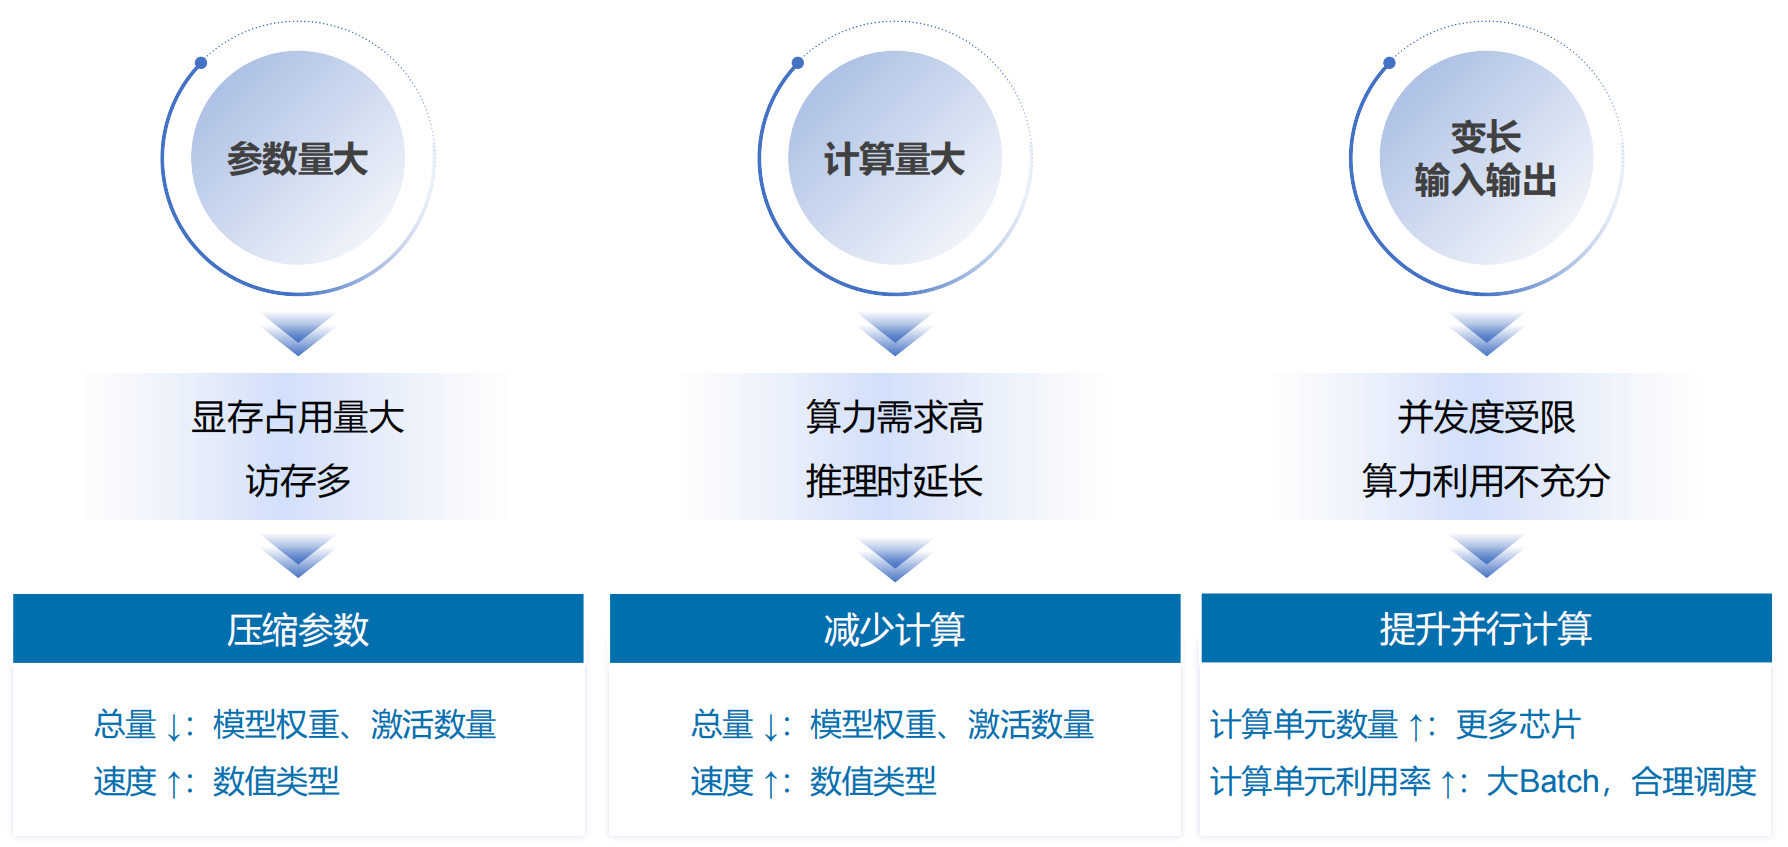 参数量大
显存占用量大
访存多
压缩参数
总量 ↓：模型权重、激活数量
速度 ↑：数值类型
计算量大
算力需求高
推理时延长
减少计算
总量 ↓：模型权重、激活数量
速度 ↑：数值类型
变长
输入输出
并发度受限
算力利用不充分
提升并行计算
计算单元数量 ↑：更多芯片
计算单元利用率 ↑：大Batch，合理调度